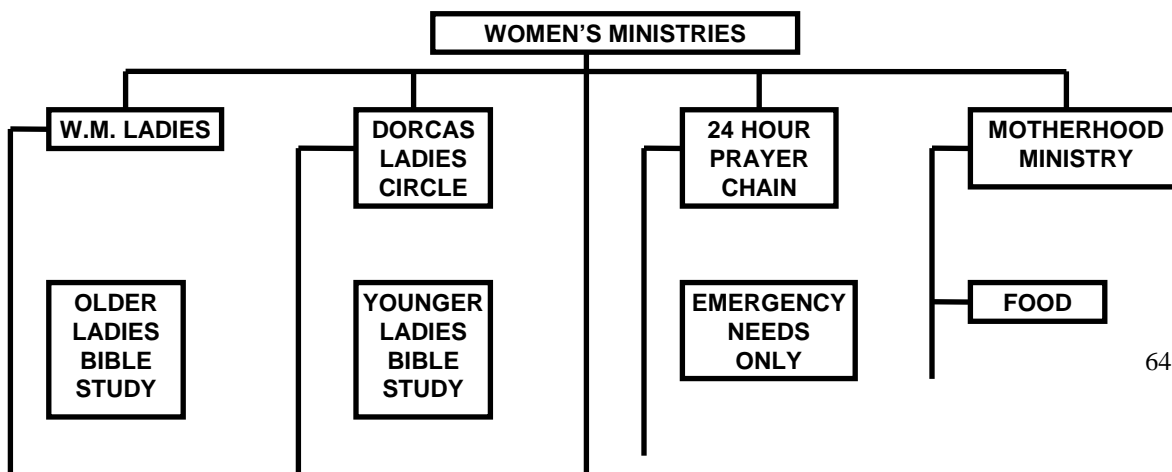 WOMEN’S MINISTRIES
W.M. LADIES
DORCAS
LADIES
CIRCLE
24 HOUR
PRAYER
CHAIN
MOTHERHOOD
MINISTRY
OLDER
LADIES
BIBLE
STUDY
YOUNGER
LADIES
BIBLE
STUDY
EMERGENCY
NEEDS
ONLY
FOOD
64